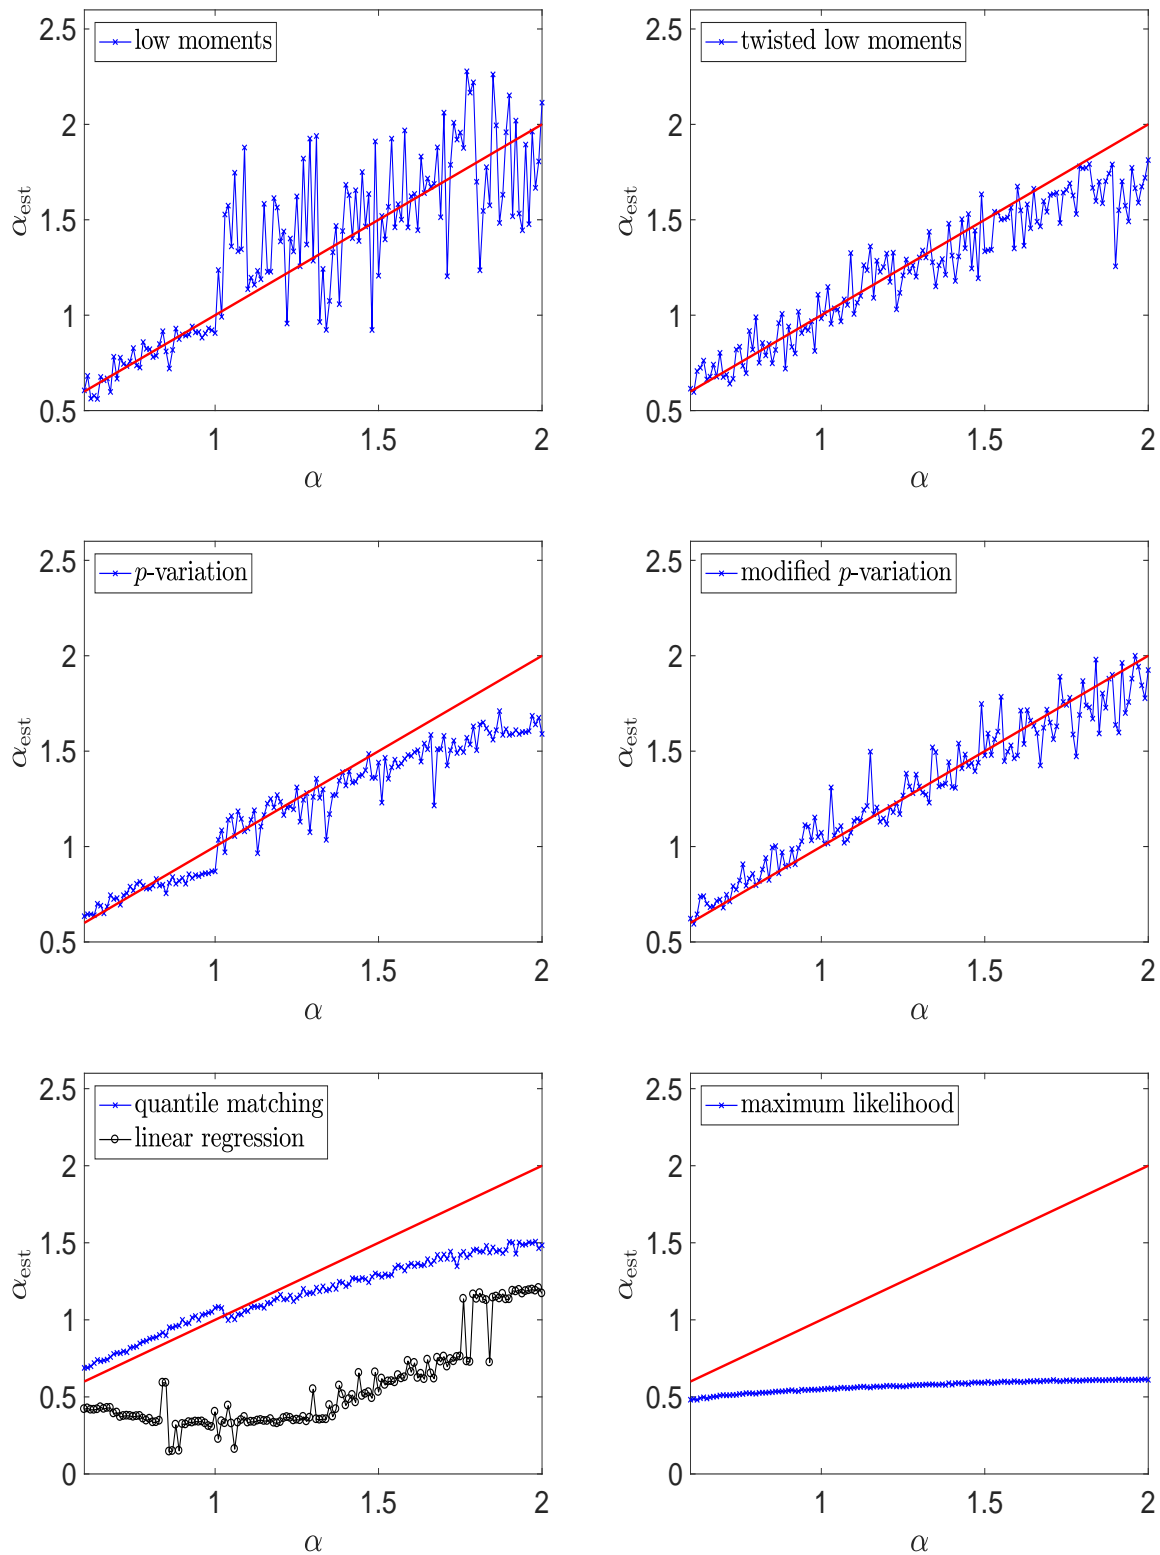 low moments
2.5
2
1.5
1
0.5
1
1.5
2
α
α_est
twisted low moments
2.5
2
1.5
1
0.5
1
1.5
2
α
α_est
p-variation
2.5
2
1.5
1
0.5
1
1.5
2
α
α_est
modified p-variation
2.5
2
1.5
1
0.5
1
1.5
2
α
α_est
quantile matching
linear regression
2.5
2
1.5
1
0.5
0
1
1.5
2
α
α_est
maximum likelihood
2.5
2
1.5
1
0.5
0
1
1.5
2
α
α_est